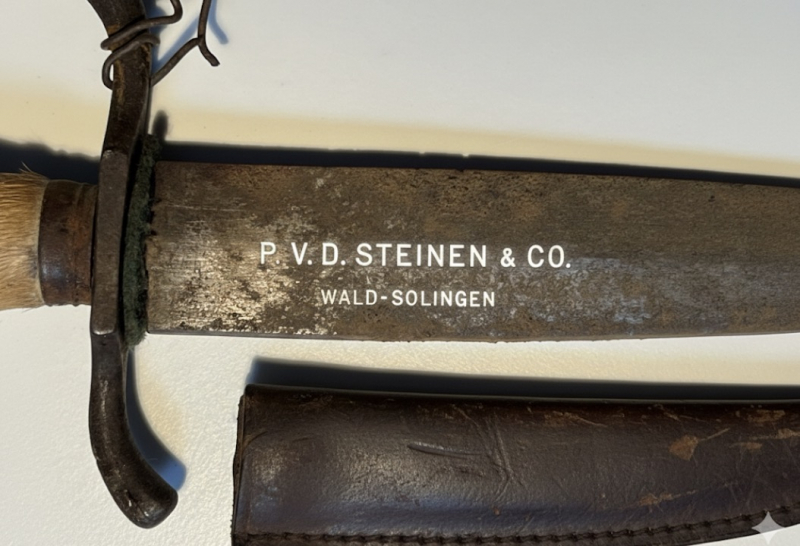 P. V. D. STEINEN & CO.
WALD-SOLINGEN